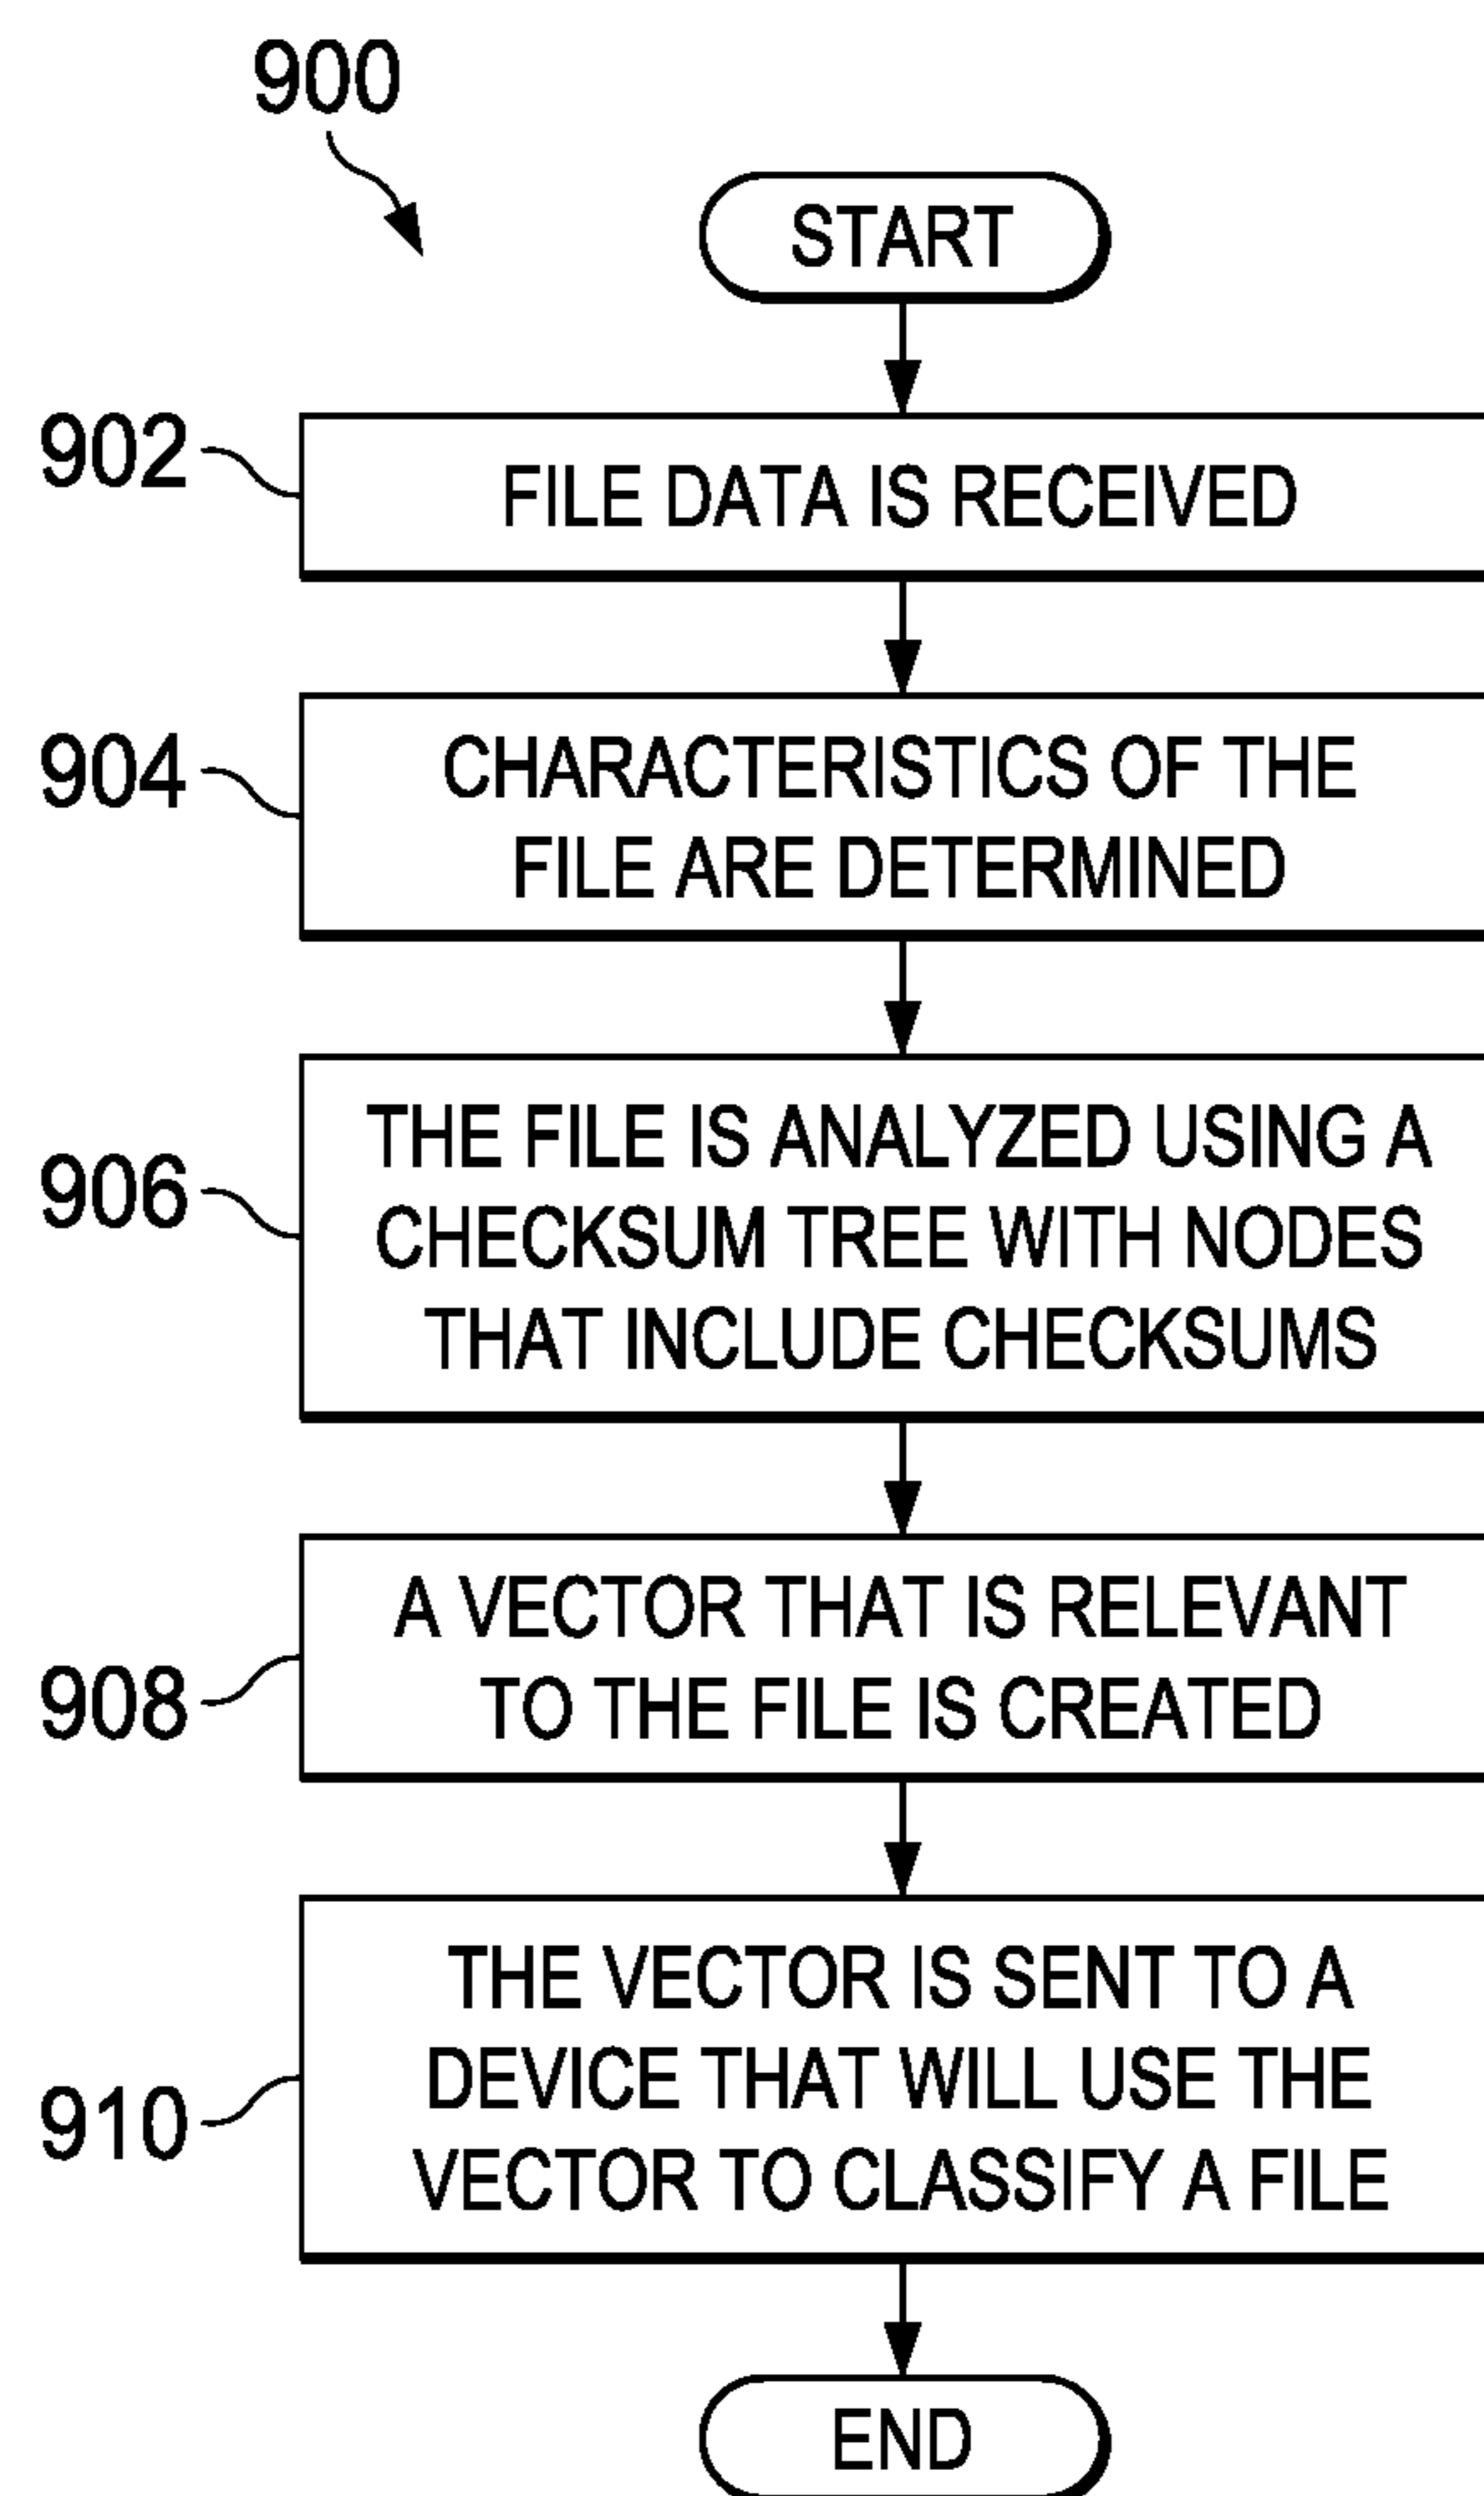 900
START
902
FILE DATA IS RECEIVED
904
CHARACTERISTICS OF THE
FILE ARE DETERMINED
906
THE FILE IS ANALYZED USING A
CHECKSUM TREE WITH NODES
THAT INCLUDE CHECKSUMS
908
A VECTOR THAT IS RELEVANT
TO THE FILE IS CREATED
910
THE VECTOR IS SENT TO A
DEVICE THAT WILL USE THE
VECTOR TO CLASSIFY A FILE
END